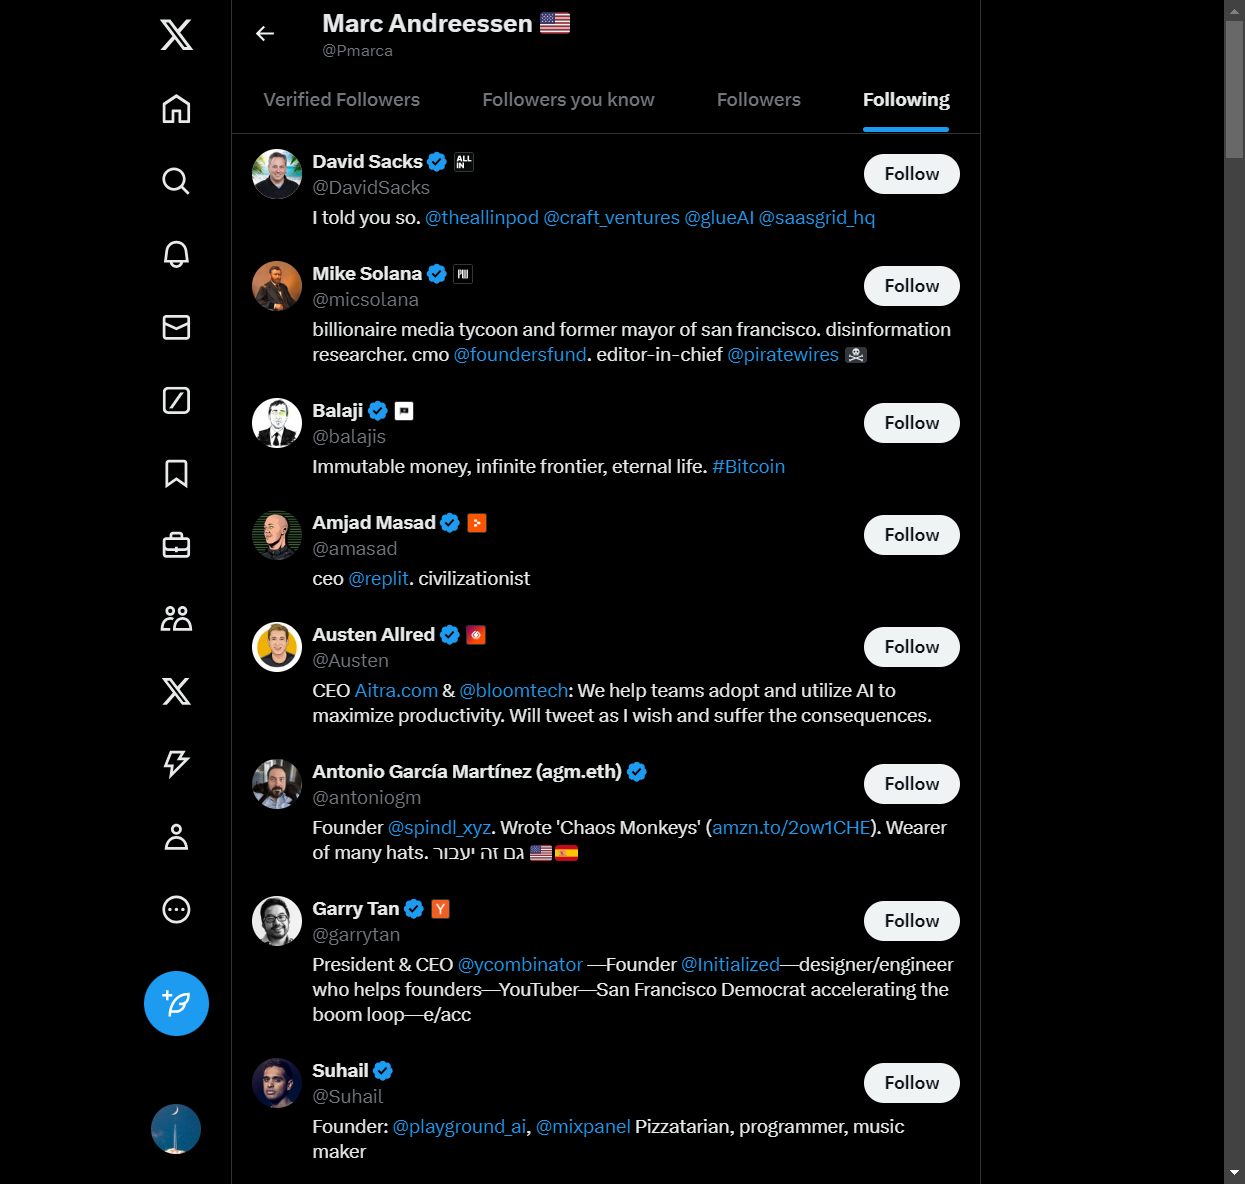 Marc Andreessen 🇺🇸
@Pmarca
Verified Followers Followers you know Followers Following
David Sacks ALL IN
@DavidSacks
Follow
I told you so. @theallinpod @craft_ventures @glueAI @saasgrid_hq
Mike Solana
@micsolana
Follow
billionaire media tycoon and former mayor of san francisco. disinformation
researcher. cmo @foundersfund. editor-in-chief @piratewires 🏴‍☠️
Balaji
@balajis
Follow
Immutable money, infinite frontier, eternal life. #Bitcoin
Amjad Masad
@amasad
Follow
ceo @replit. civilizationist
Austen Allred
@Austen
Follow
CEO Aitra.com & @bloomtech: We help teams adopt and utilize AI to
maximize productivity. Will tweet as I wish and suffer the consequences.
Antonio García Martínez (agm.eth)
@antoniogm
Follow
Founder @spindl_xyz. Wrote 'Chaos Monkeys' (amzn.to/2ow1CHE). Wearer
of many hats. גם זה יעבור 🇺🇸🇪🇸
Garry Tan Y
@garrytan
Follow
President & CEO @ycombinator —Founder @Initialized—designer/engineer
who helps founders—YouTuber—San Francisco Democrat accelerating the
boom loop—e/acc
Suhail
@Suhail
Follow
Founder: @playground_ai, @mixpanel Pizzatarian, programmer, music
maker